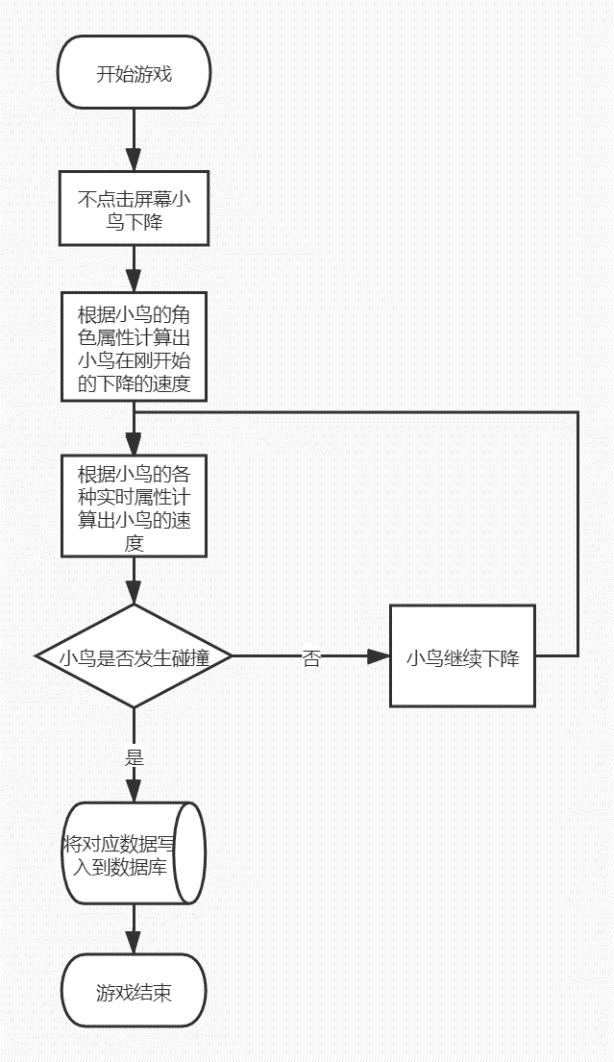 开始游戏
不点击屏幕小
鸟下降
根据小鸟的角
色属性计算出
小鸟在刚开始
的下降的速度
根据小鸟的各
种实时属性计
算出小鸟的速
度
小鸟是否发生碰撞
否
小鸟继续下降
是
将对应数据写
入到数据库
游戏结束